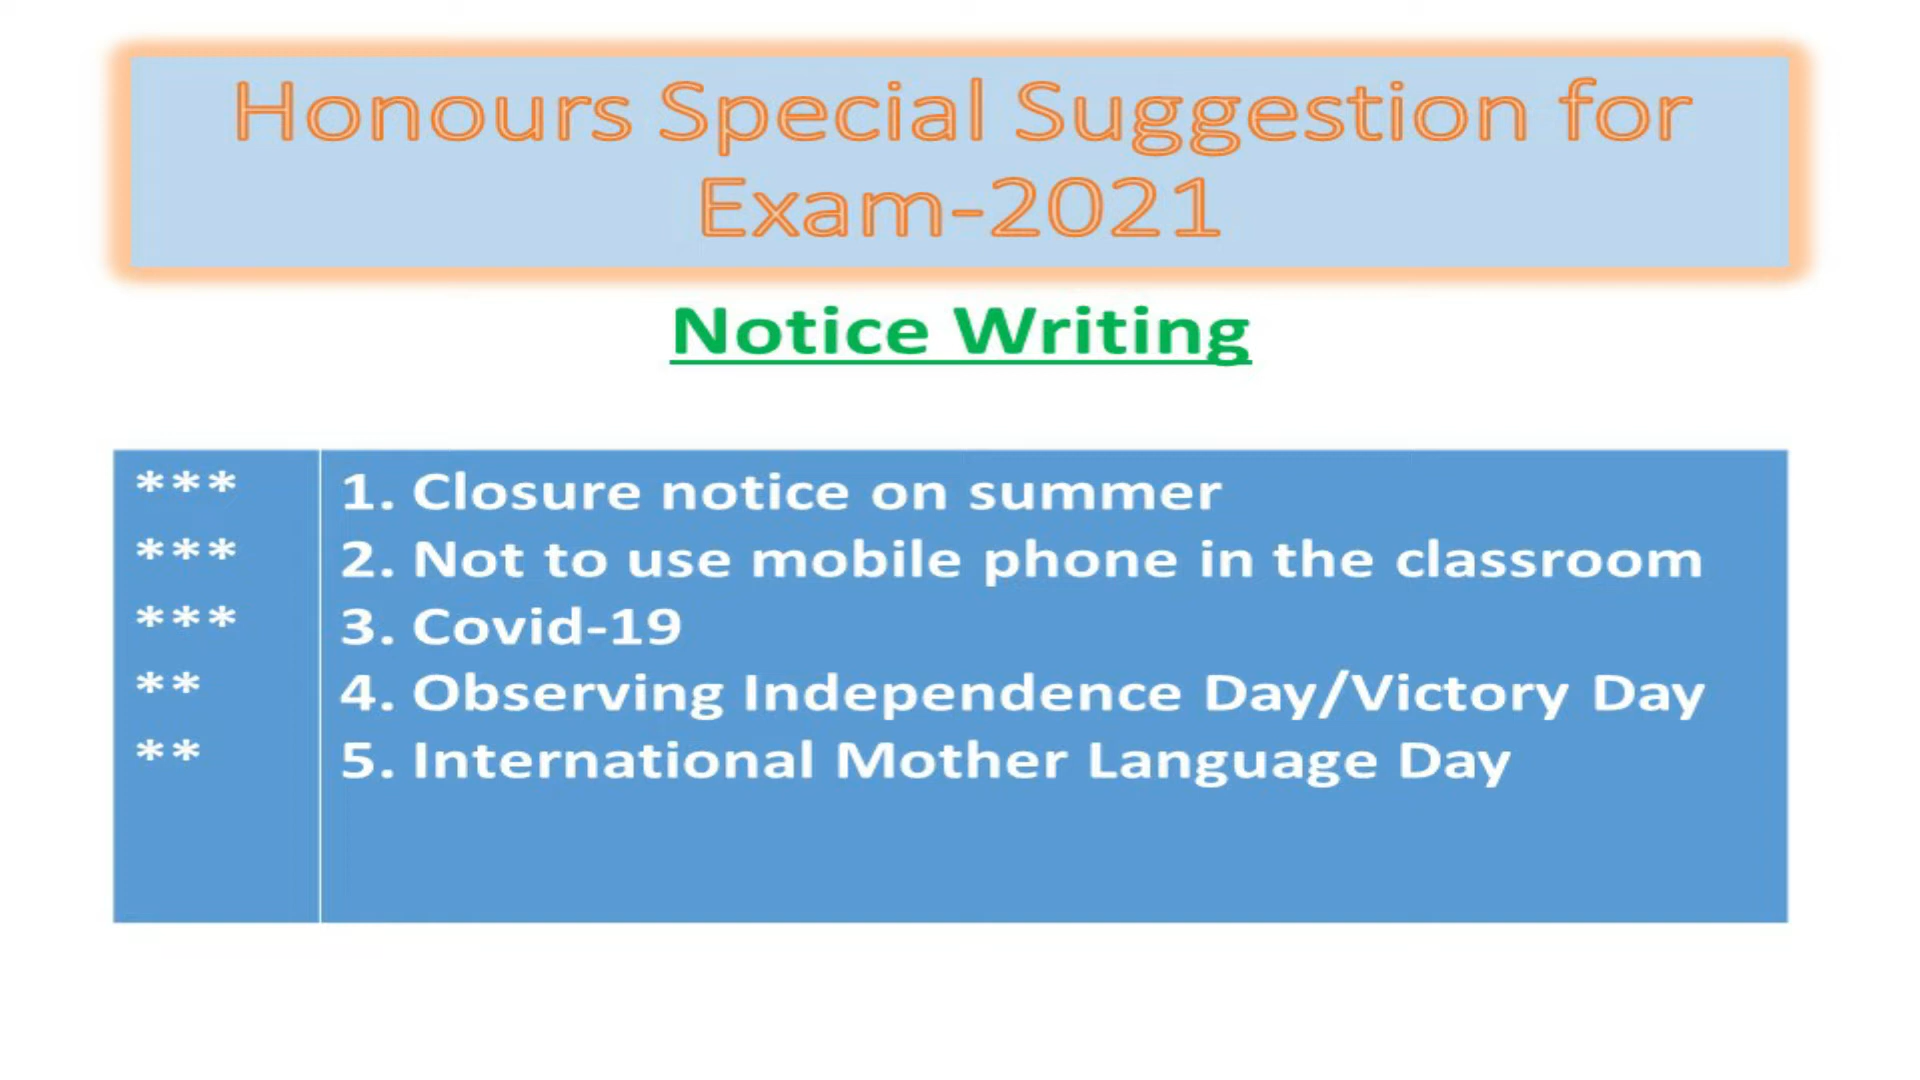 Honours Special Suggestion for
Exam-2021
Notice Writing
*** 1. Closure notice on summer
*** 2. Not to use mobile phone in the classroom
*** 3. Covid-19
** 4. Observing Independence Day/Victory Day
** 5. International Mother Language Day